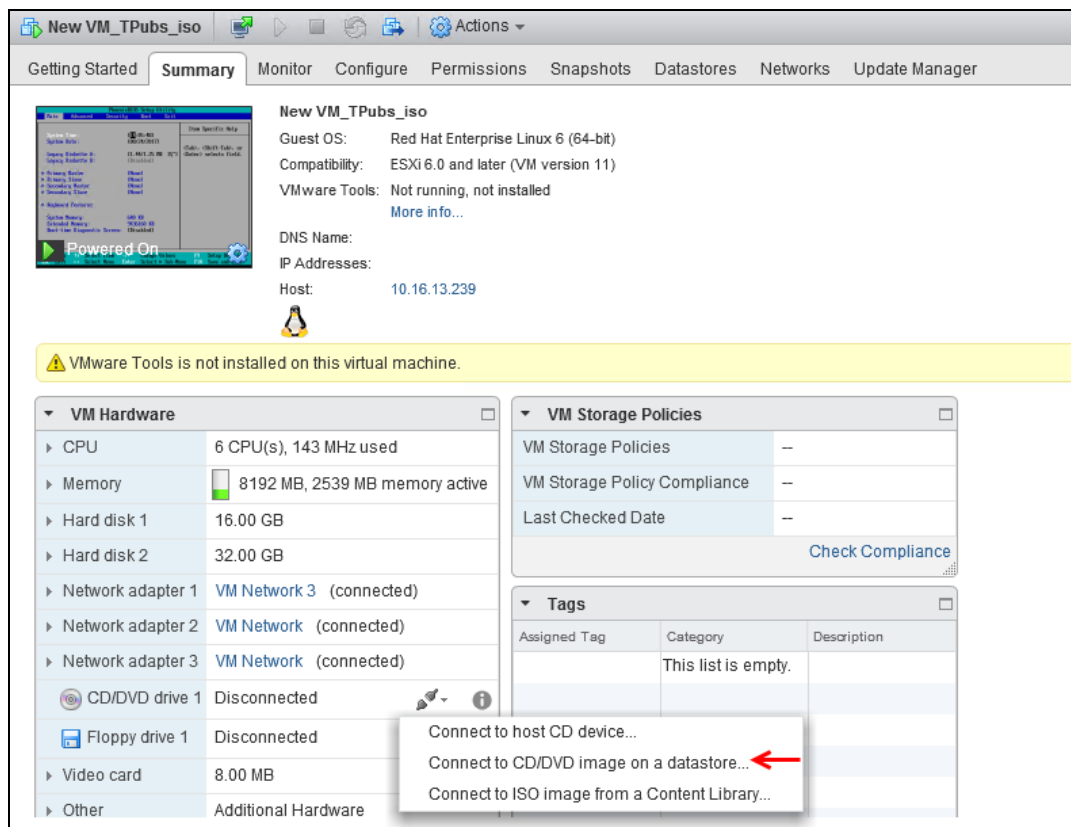 New VM_TPubs_iso Actions
Getting Started Summary Monitor Configure Permissions Snapshots Datastores Networks Update Manager
New VM_TPubs_iso
Guest OS: Red Hat Enterprise Linux 6 (64-bit)
Compatibility: ESXi 6.0 and later (VM version 11)
VMware Tools: Not running, not installed
More info...
DNS Name:
IP Addresses:
Host: 10.16.13.239
Powered On
VMware Tools is not installed on this virtual machine.
VM Hardware
CPU 6 CPU(s), 143 MHz used
Memory 8192 MB, 2539 MB memory active
Hard disk 1 16.00 GB
Hard disk 2 32.00 GB
Network adapter 1 VM Network 3 (connected)
Network adapter 2 VM Network (connected)
Network adapter 3 VM Network (connected)
CD/DVD drive 1 Disconnected
Floppy drive 1 Disconnected
Video card 8.00 MB
Other Additional Hardware
VM Storage Policies
VM Storage Policies --
VM Storage Policy Compliance --
Last Checked Date --
Check Compliance
Tags
Assigned Tag Category Description
This list is empty.
Connect to host CD device...
Connect to CD/DVD image on a datastore...
Connect to ISO image from a Content Library...